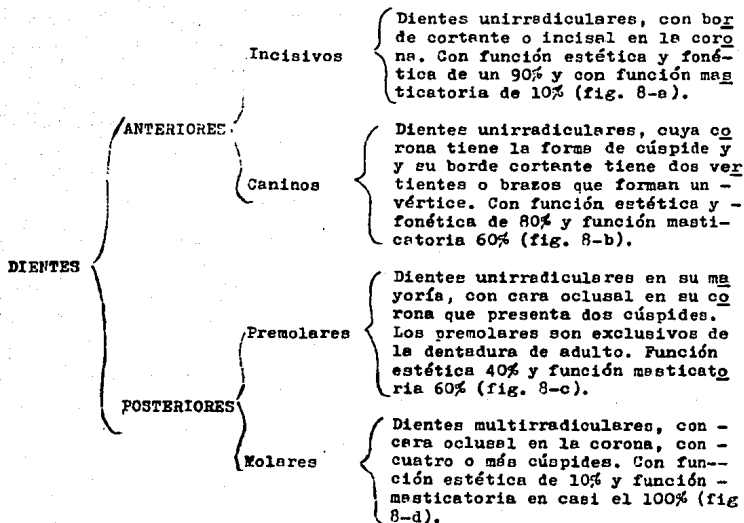 Dientes unirradiculares, con bor
de cortante o incisal en la coro
na. Con función estética y foné-
tica de un 90% y con función mas
ticatoria de 10% (fig. 8-a).
Incisivos
ANTERIORES
Dientes unirradiculares, cuya co
rona tiene la forma de cúspide y
y su borde cortante tiene dos ver
tientes o brazos que forman un -
vértice. Con función estética y -
fonética de 80% y función masti-
catoria 60% (fig. 8-b).
Caninos
DIENTES
Dientes unirradiculares en su ma
yoría, con cara oclusal en su co
rona que presenta dos cúspides.
Los premolares son exclusivos de
la dentadura de adulto. Función
estética 40% y función masticato
ria 60% (fig. 8-c).
Premolares
POSTERIORES
Dientes multirradiculares, con -
cara oclusal en la corona, con -
cuatro o más cúspides. Con fun--
ción estética de 10% y función -
masticatoria en casi el 100% (fig
8-d).
Molares